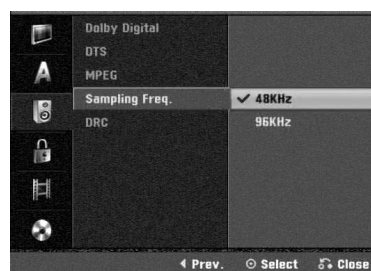 Dolby Digital
DTS
MPEG
Sampling Freq. ✓ 48KHz
DRC 96KHz
A
◀ Prev. ⊙ Select Close